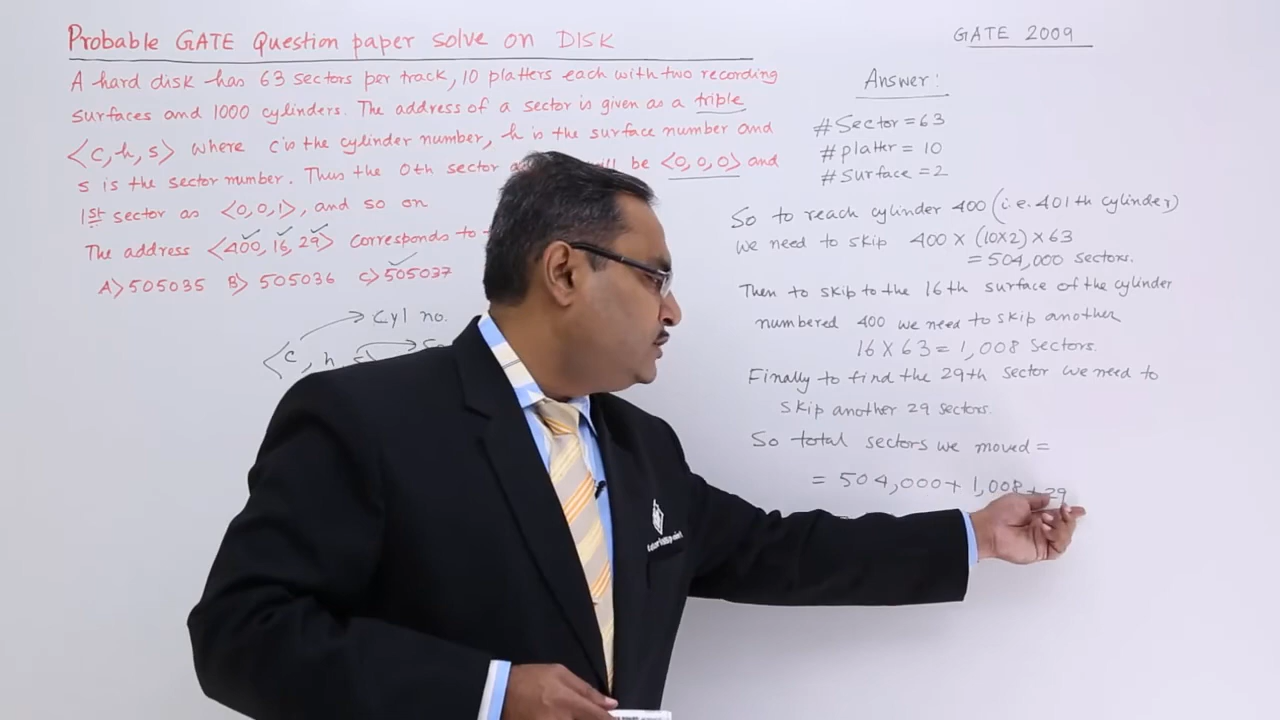 Probable GATE Question paper solve on DISK
A hard disk has 63 sectors per track, 10 platters each with two recording
surfaces and 1000 cylinders. The address of a sector is given as a triple
<C, h, s> where c is the cylinder number, h is the surface number and
s is the sector number. Thus the 0th sector be <0, 0, 0> and
1st sector as <0, 0, 1>, and so on
The address <400, 16, 29> corresponds to
A> 505035 B> 505036 C> 505037
Cyl no.
<c, h
GATE 2009
Answer:
#Sector = 63
#platter = 10
#Surface = 2
So to reach cylinder 400 (i.e. 401th cylinder)
we need to skip 400 X (10X2) X 63
= 504,000 sectors.
Then to skip to the 16th surface of the cylinder
numbered 400 we need to skip another
16 X 63 = 1,008 sectors.
Finally to find the 29th sector we need to
skip another 29 sectors.
So total sectors we moved =
= 504,000 + 1,008 + 29